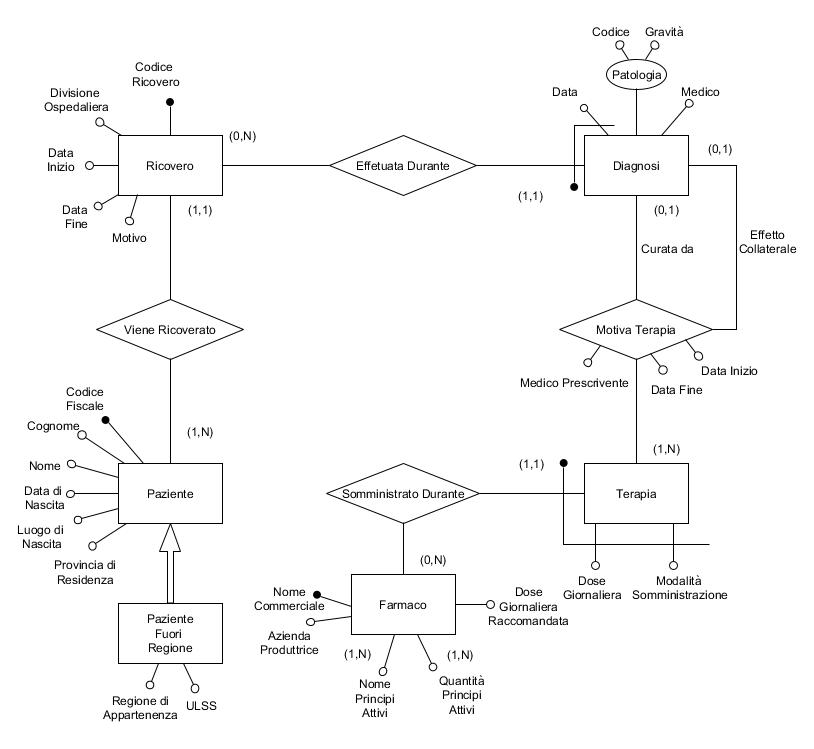 Codice
Gravità
Patologia
Codice
Ricovero
Divisione
Ospedaliera
Data
Medico
(0,N)
(0,1)
Data
Inizio
Ricovero
Effetuata Durante
Diagnosi
(1,1)
(1,1)
(0,1)
Data
Fine
Motivo
Curata da
Effetto
Collaterale
Viene Ricoverato
Motiva Terapia
Medico Prescrivente
Data Fine
Data Inizio
Codice
Fiscale
Cognome
(1,N)
(1,N)
Nome
(1,1)
Data di
Nascita
Paziente
Somministrato Durante
Terapia
Luogo di
Nascita
Provincia di
Residenza
(0,N)
Dose
Giornaliera
Modalità
Somministrazione
Nome
Commerciale
Farmaco
Dose
Giornaliera
Raccomandata
Azienda
Produttrice
Paziente
Fuori
Regione
(1,N)
(1,N)
Nome
Principi
Attivi
Quantità
Principi
Attivi
Regione di
Appartenenza
ULSS